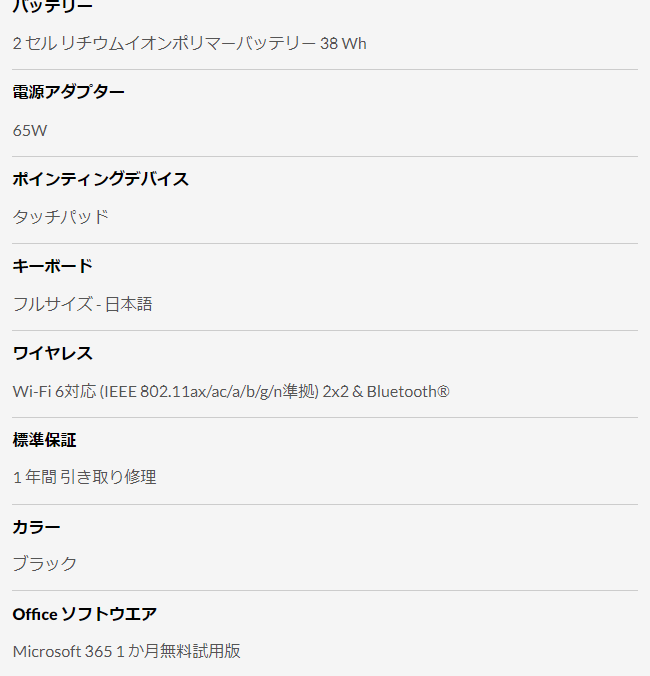 バッテリー
2 セル リチウムイオンポリマーバッテリー 38 Wh
電源アダプター
65W
ポインティングデバイス
タッチパッド
キーボード
フルサイズ - 日本語
ワイヤレス
Wi-Fi 6対応 (IEEE 802.11ax/ac/a/b/g/n準拠) 2x2 & Bluetooth®
標準保証
1 年間 引き取り修理
カラー
ブラック
Office ソフトウエア
Microsoft 365 1 か月無料試用版